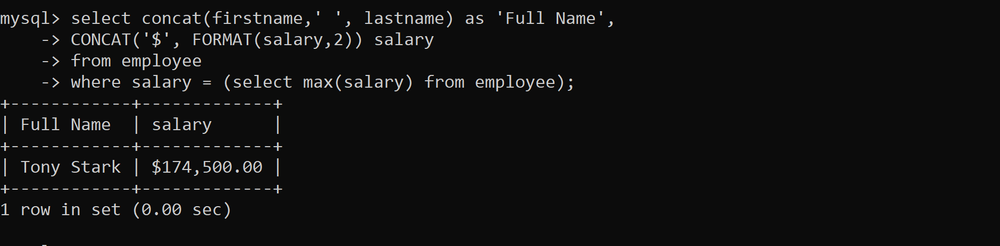 mysql> select concat(firstname,' ', lastname) as 'Full Name',
    -> CONCAT('$', FORMAT(salary,2)) salary
    -> from employee
    -> where salary = (select max(salary) from employee);
+------------+-------------+
| Full Name  | salary      |
+------------+-------------+
| Tony Stark | $174,500.00 |
+------------+-------------+
1 row in set (0.00 sec)